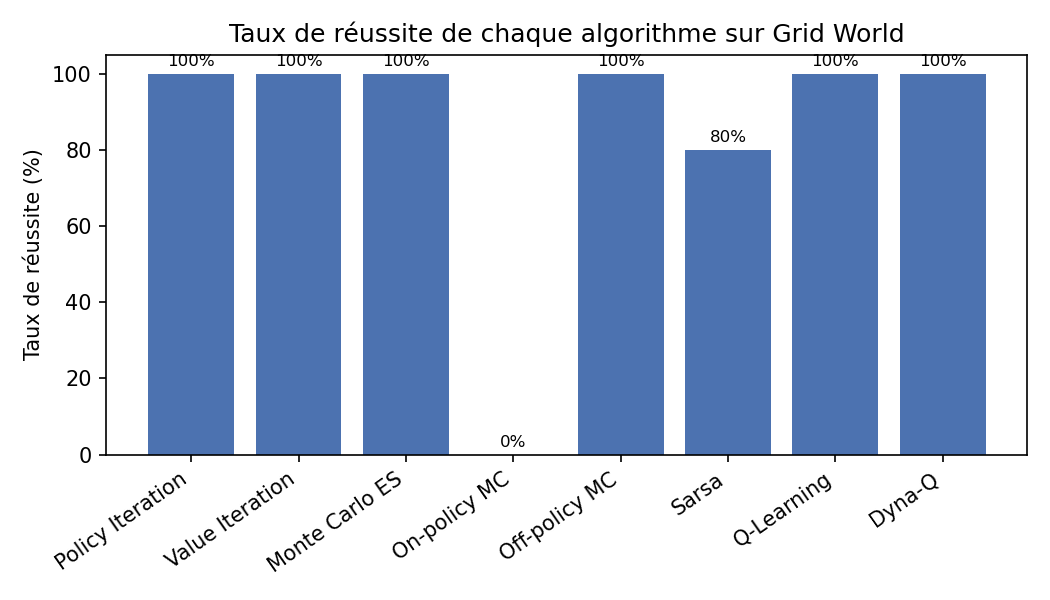 Taux de réussite de chaque algorithme sur Grid World
Taux de réussite (%)
100
80
60
40
20
0
100%
100%
100%
0%
100%
80%
100%
100%
Policy Iteration
Value Iteration
Monte Carlo ES
On-policy MC
Off-policy MC
Sarsa
Q-Learning
Dyna-Q